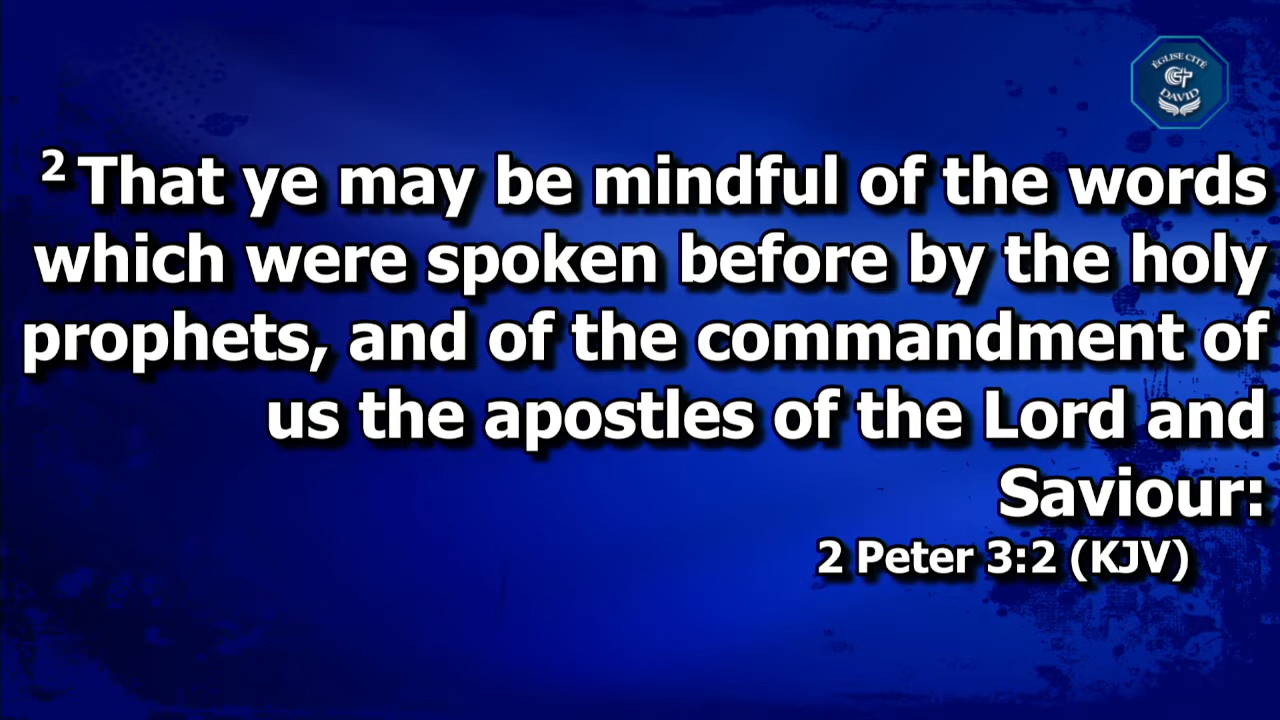 ÉGLISE CITÉ
DAVID
2 That ye may be mindful of the words
which were spoken before by the holy
prophets, and of the commandment of
us the apostles of the Lord and
Saviour:
2 Peter 3:2 (KJV)